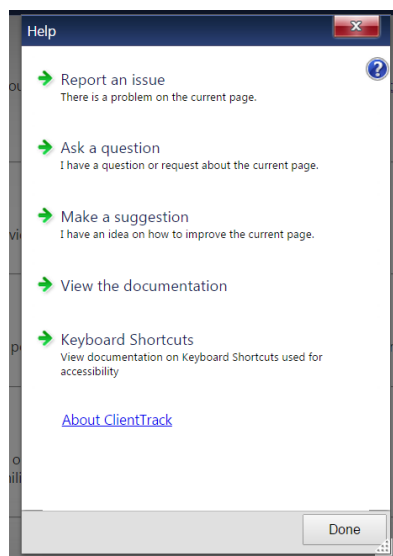 Help
x
?
Report an issue
There is a problem on the current page.
Ask a question
I have a question or request about the current page.
Make a suggestion
I have an idea on how to improve the current page.
View the documentation
Keyboard Shortcuts
View documentation on Keyboard Shortcuts used for
accessibility
About ClientTrack
Done